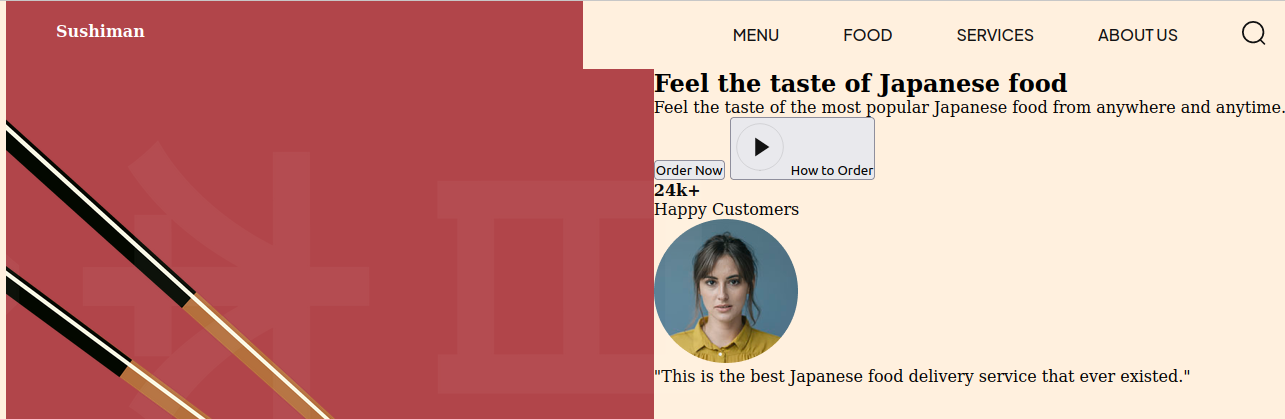 Sushiman
MENU FOOD SERVICES ABOUT US
Feel the taste of Japanese food
Feel the taste of the most popular Japanese food from anywhere and anytime.
Order Now How to Order
24k+
Happy Customers
"This is the best Japanese food delivery service that ever existed."